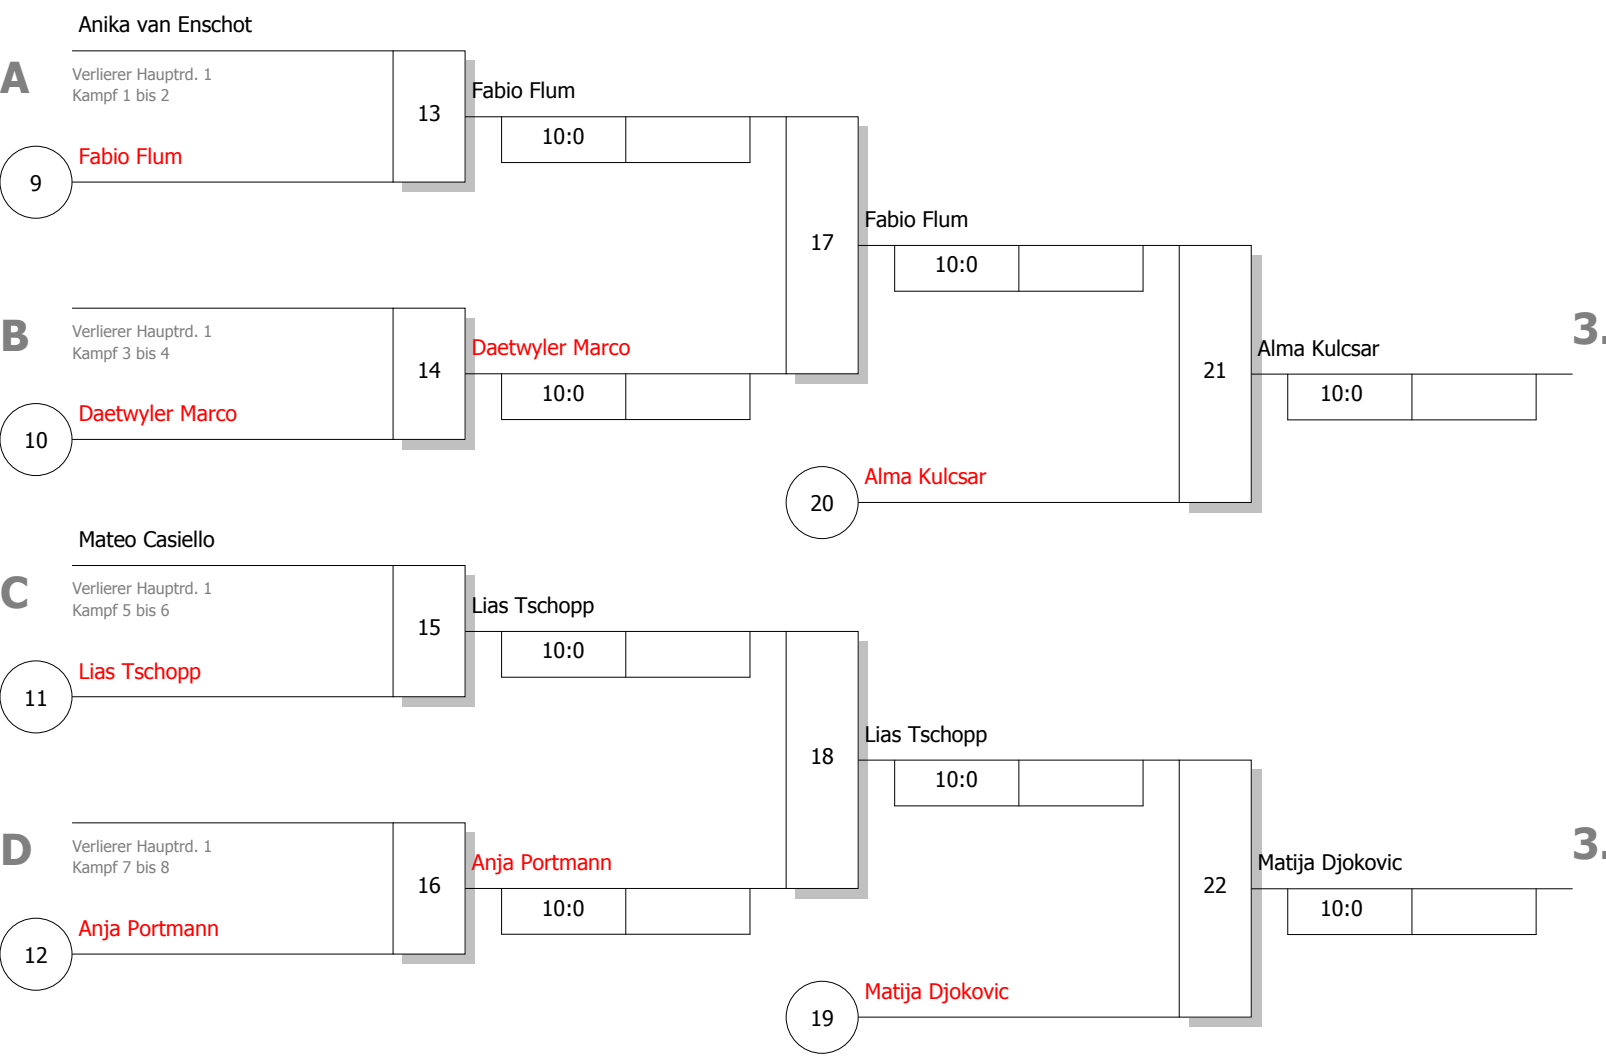 Anika van Enschot
A
Verlierer Hauptrd. 1
Kampf 1 bis 2
13
Fabio Flum
10:0
9
Fabio Flum
17
Fabio Flum
10:0
B
Verlierer Hauptrd. 1
Kampf 3 bis 4
14
Daetwyler Marco
10:0
10
Daetwyler Marco
21
Alma Kulcsar
10:0
3.
20
Alma Kulcsar
Mateo Casiello
C
Verlierer Hauptrd. 1
Kampf 5 bis 6
15
Lias Tschopp
10:0
11
Lias Tschopp
18
Lias Tschopp
10:0
D
Verlierer Hauptrd. 1
Kampf 7 bis 8
16
Anja Portmann
10:0
12
Anja Portmann
22
Matija Djokovic
10:0
3.
19
Matija Djokovic